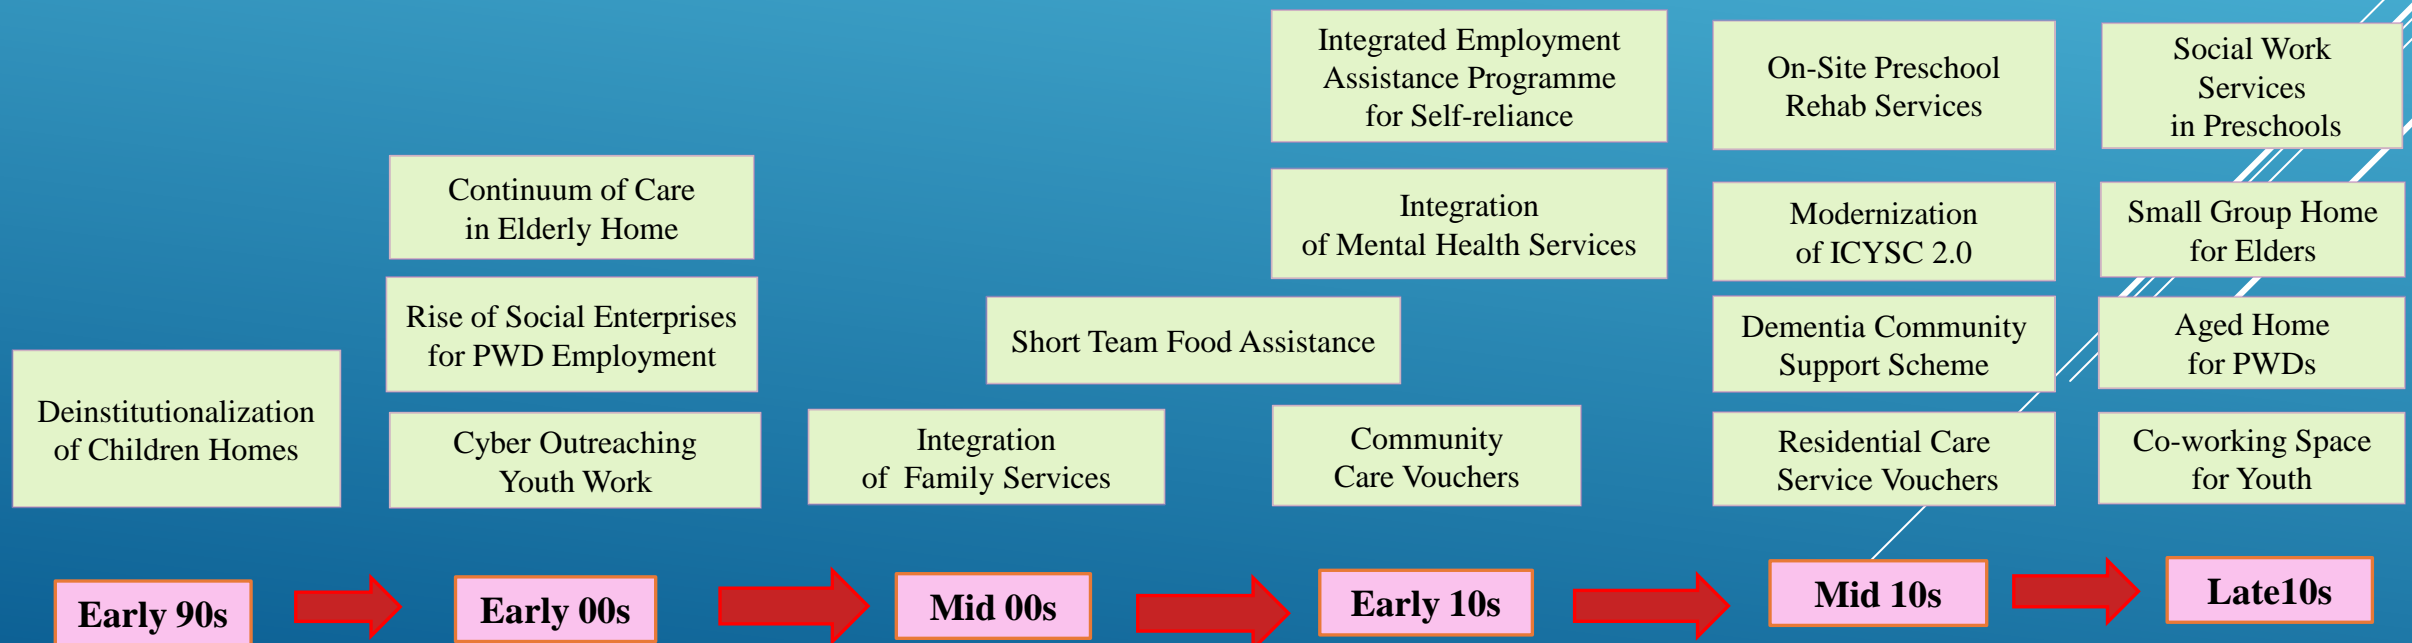 Deinstitutionalization
of Children Homes
Continuum of Care
in Elderly Home
Rise of Social Enterprises
for PWD Employment
Cyber Outreaching
Youth Work
Short Team Food Assistance
Integration
of Family Services
Integrated Employment
Assistance Programme
for Self-reliance
Integration
of Mental Health Services
Community
Care Vouchers
On-Site Preschool
Rehab Services
Modernization
of ICYSC 2.0
Dementia Community
Support Scheme
Residential Care
Service Vouchers
Social Work
Services
in Preschools
Small Group Home
for Elders
Aged Home
for PWDs
Co-working Space
for Youth
Early 90s
Early 00s
Mid 00s
Early 10s
Mid 10s
Late10s